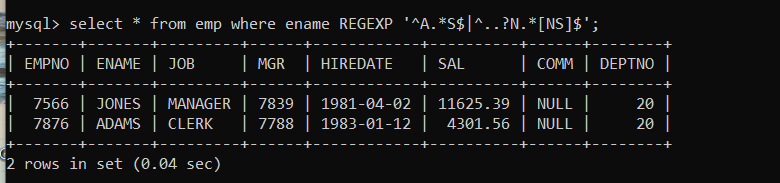 mysql> select * from emp where ename REGEXP '^A.*S$|^..?N.*[NS]$';
+-------+-------+---------+------+------------+----------+------+--------+
| EMPNO | ENAME | JOB     | MGR  | HIREDATE   | SAL      | COMM | DEPTNO |
+-------+-------+---------+------+------------+----------+------+--------+
|  7566 | JONES | MANAGER | 7839 | 1981-04-02 | 11625.39 | NULL |     20 |
|  7876 | ADAMS | CLERK   | 7788 | 1983-01-12 |  4301.56 | NULL |     20 |
+-------+-------+---------+------+------------+----------+------+--------+
2 rows in set (0.04 sec)